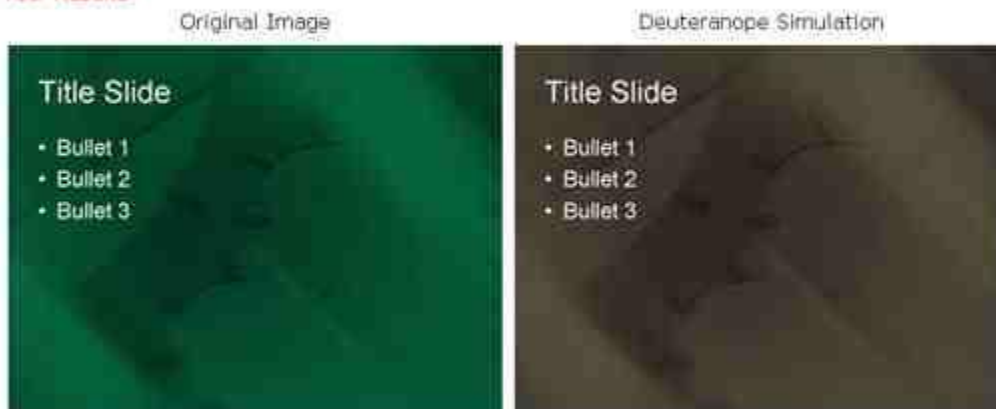 Original Image
Deuteranope Simulation
Title Slide
• Bullet 1
• Bullet 2
• Bullet 3
Title Slide
• Bullet 1
• Bullet 2
• Bullet 3